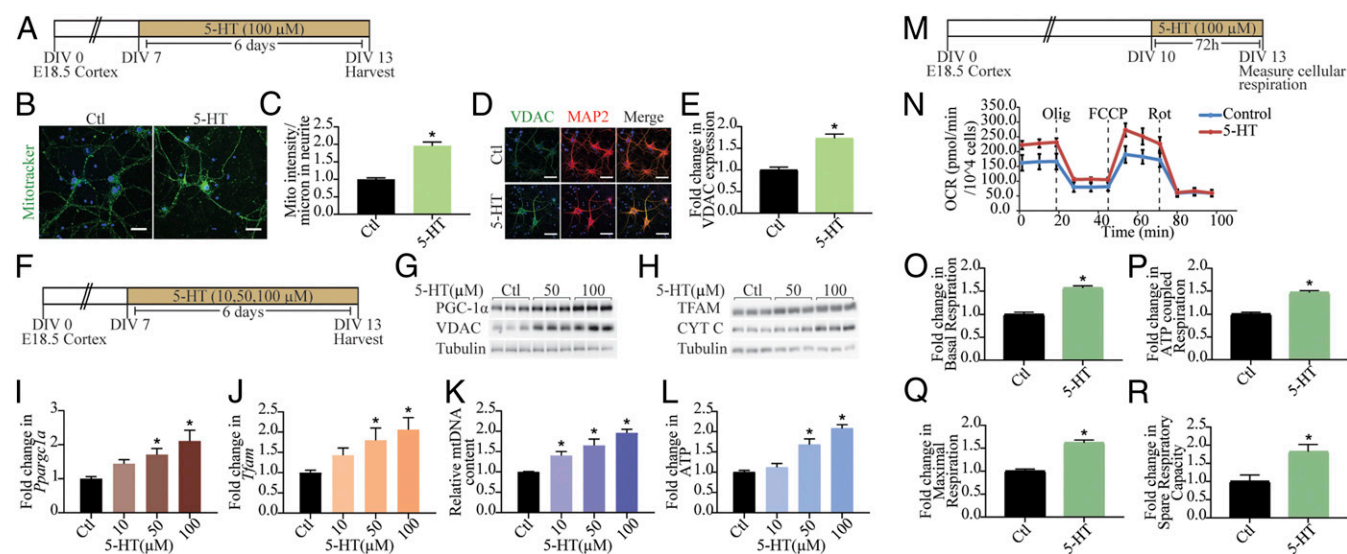 A
5-HT (100 µM)
6 days
DIV 0
DIV 7
DIV 13
E18.5 Cortex
Harvest
B
Ctl
5-HT
Mitotracker
C
Mito intensity/
micron in neurite
2.5
2.0
1.5
1.0
0.5
0.0
*
Ctl
5-HT
D
VDAC
MAP2
Merge
Ctl
5-HT
E
Fold change in
VDAC expression
2.0
1.5
1.0
0.5
0.0
*
Ctl
5-HT
F
5-HT (10,50,100 µM)
6 days
DIV 0
DIV 7
DIV 13
E18.5 Cortex
Harvest
G
Ctl
50
100
5-HT(µM)
PGC-1α
VDAC
Tubulin
H
Ctl
50
100
5-HT(µM)
TFAM
CYT C
Tubulin
I
Fold change in
Ppargc1a
3
2
1
0
*
*
Ctl
10
50
100
5-HT(µM)
J
Fold change in
Tfam
2.5
2.0
1.5
1.0
0.5
0.0
*
*
Ctl
10
50
100
5-HT(µM)
K
Relative mtDNA
content
2.5
2.0
1.5
1.0
0.5
0.0
*
*
*
Ctl
10
50
100
5-HT(µM)
L
Fold change in
ATP
2.5
2.0
1.5
1.0
0.5
0.0
*
*
Ctl
10
50
100
5-HT(µM)
M
5-HT (100 µM)
72h
DIV 0
DIV 10
DIV 13
E18.5 Cortex
Measure cellular
respiration
N
OCR (pmol/min
/10^4 cells)
350.0
300.0
250.0
200.0
150.0
100.0
50.0
0.0
Olig
FCCP
Rot
Control
5-HT
0
20
40
60
80
100
Time (min)
O
Fold change in
Basal Respiration
2.0
1.5
1.0
0.5
0.0
*
Ctl
5-HT
P
Fold change in
ATP coupled
Respiration
2.0
1.5
1.0
0.5
0.0
*
Ctl
5-HT
Q
Fold change in
Maximal
Respiration
2.0
1.5
1.0
0.5
0.0
*
Ctl
5-HT
R
Fold change in
Spare Respiratory
Capacity
2.5
2.0
1.5
1.0
0.5
0.0
*
Ctl
5-HT